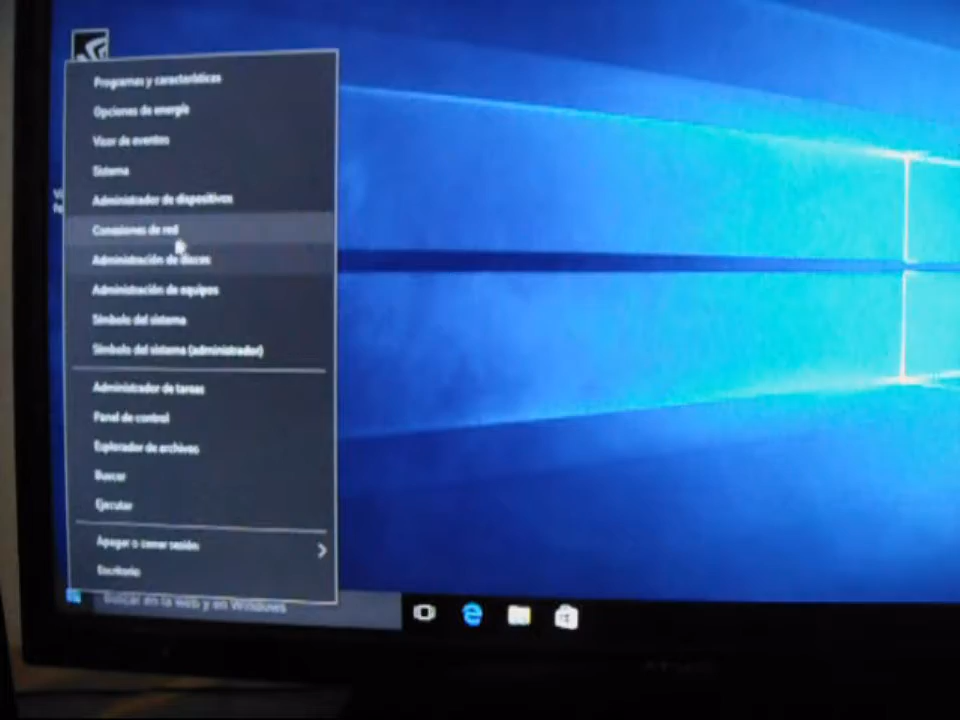 Programas y características
Opciones de energía
Visor de eventos
Sistema
Administrador de dispositivos
Conexiones de red
Administración de discos
Administración de equipos
Símbolo del sistema
Símbolo del sistema (administrador)
Administrador de tareas
Panel de control
Explorador de archivos
Buscar
Ejecutar
Apagar o cerrar sesión
Escritorio
Buscar en la web y en Windows